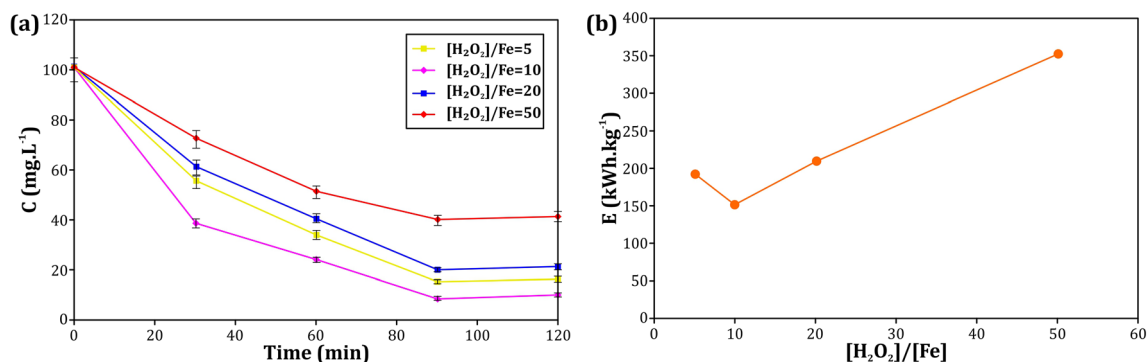 (a)
120
100
80
60
40
20
0
C (mg.L⁻¹)
[H₂O₂]/Fe=5
[H₂O₂]/Fe=10
[H₂O₂]/Fe=20
[H₂O₂]/Fe=50
0 20 40 60 80 100 120
Time (min)
(b)
400
350
300
250
200
150
100
50
0
E (kWh.kg⁻¹)
0 10 20 30 40 50 60
[H₂O₂]/[Fe]